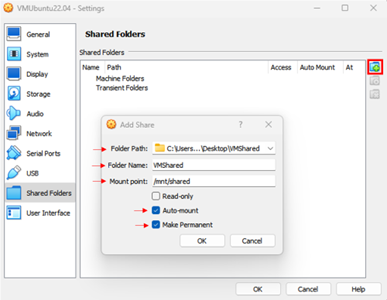 VMUbuntu22.04 - Settings
General
System
Display
Storage
Audio
Network
Serial Ports
USB
Shared Folders
User Interface
Shared Folders
Shared Folders
Name Path Access Auto Mount At
Machine Folders
Transient Folders
Add Share
Folder Path: C:\Users...\Desktop\VMShared
Folder Name: VMShared
Mount point: /mnt/shared
Read-only
Auto-mount
Make Permanent
OK Cancel
OK Cancel Help